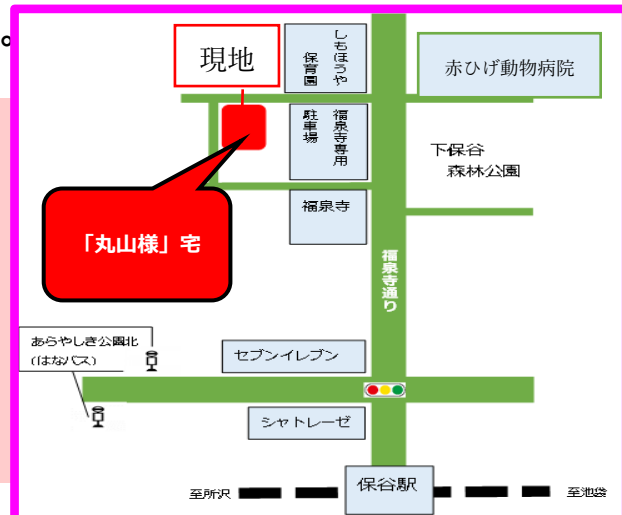 。
現地
しもほうや
保育園
赤ひげ動物病院
福泉寺専用
駐車場
下保谷
森林公園
福泉寺
「丸山様」宅
福泉寺通り
あらやしき公園北
(はなバス)
セブンイレブン
シャトレーゼ
保谷駅
至所沢
至池袋